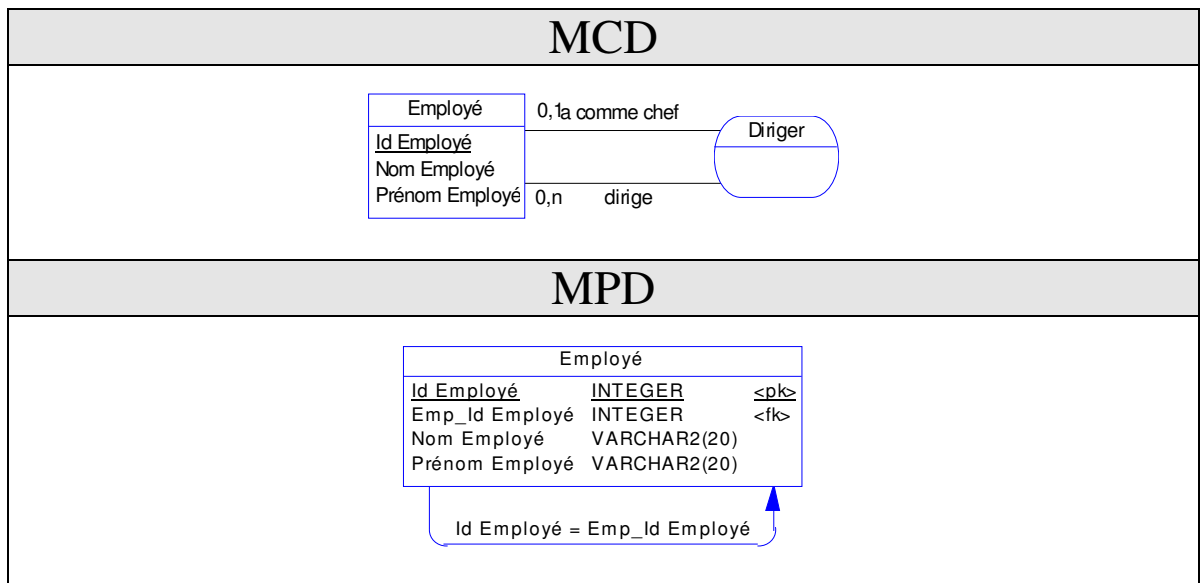 MCD
Employé
0,1a comme chef
Diriger
Id Employé
Nom Employé
Prénom Employé
0,n dirige
MPD
Employé
Id Employé INTEGER <pk>
Emp_Id Employé INTEGER <fk>
Nom Employé VARCHAR2(20)
Prénom Employé VARCHAR2(20)
Id Employé = Emp_Id Employé